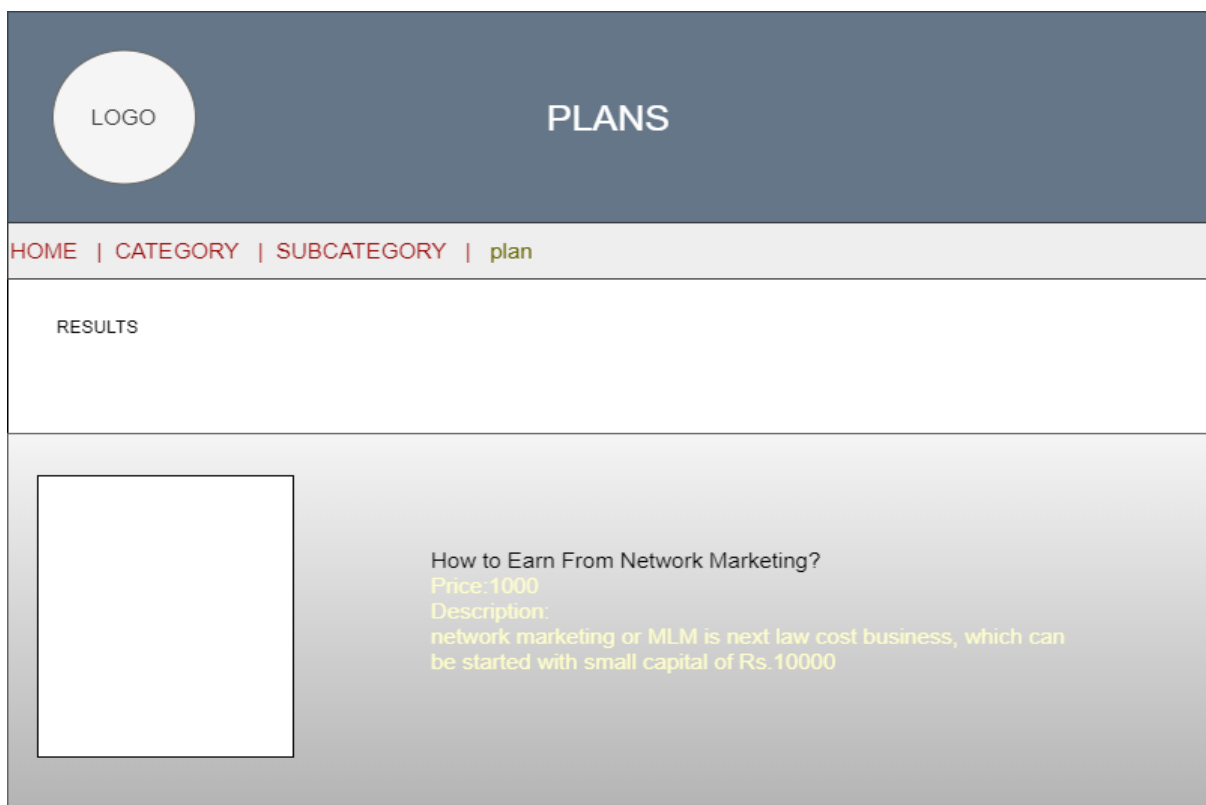 LOGO
PLANS
HOME | CATEGORY | SUBCATEGORY | plan
RESULTS
How to Earn From Network Marketing?
Price:1000
Description:
network marketing or MLM is next law cost business, which can
be started with small capital of Rs.10000